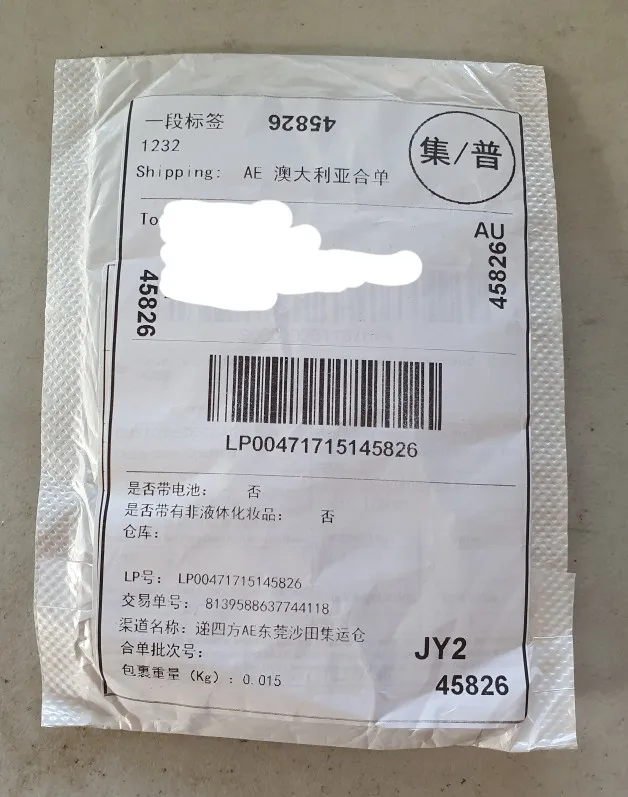 一段标签 45826
集/普
1232
Shipping: AE 澳大利亚合单
To
AU
45826
45826
LP00471715145826
是否带电池： 否
是否带有非液体化妆品： 否
仓库：
LP号： LP00471715145826
交易单号： 8139588637744118
渠道名称：递四方AE东莞沙田集运仓
合单批次号：
JY2
包裹重量（Kg）：0.015
45826